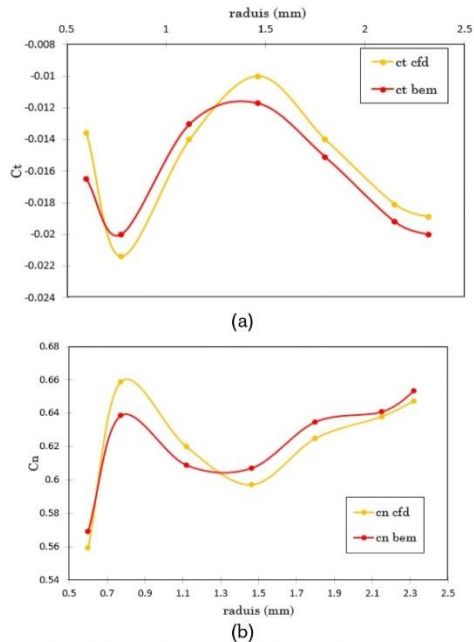 raduis (mm)
0.5 1 1.5 2 2.5
-0.008
-0.01
-0.012
-0.014
-0.016
-0.018
-0.02
-0.022
-0.024
Ct
ct cfd
ct bem
(a)
0.68
0.66
0.64
0.62
0.6
0.58
0.56
0.54
Cn
cn cfd
cn bem
0.5 0.7 0.9 1.1 1.3 1.5 1.7 1.9 2.1 2.3 2.5
raduis (mm)
(b)